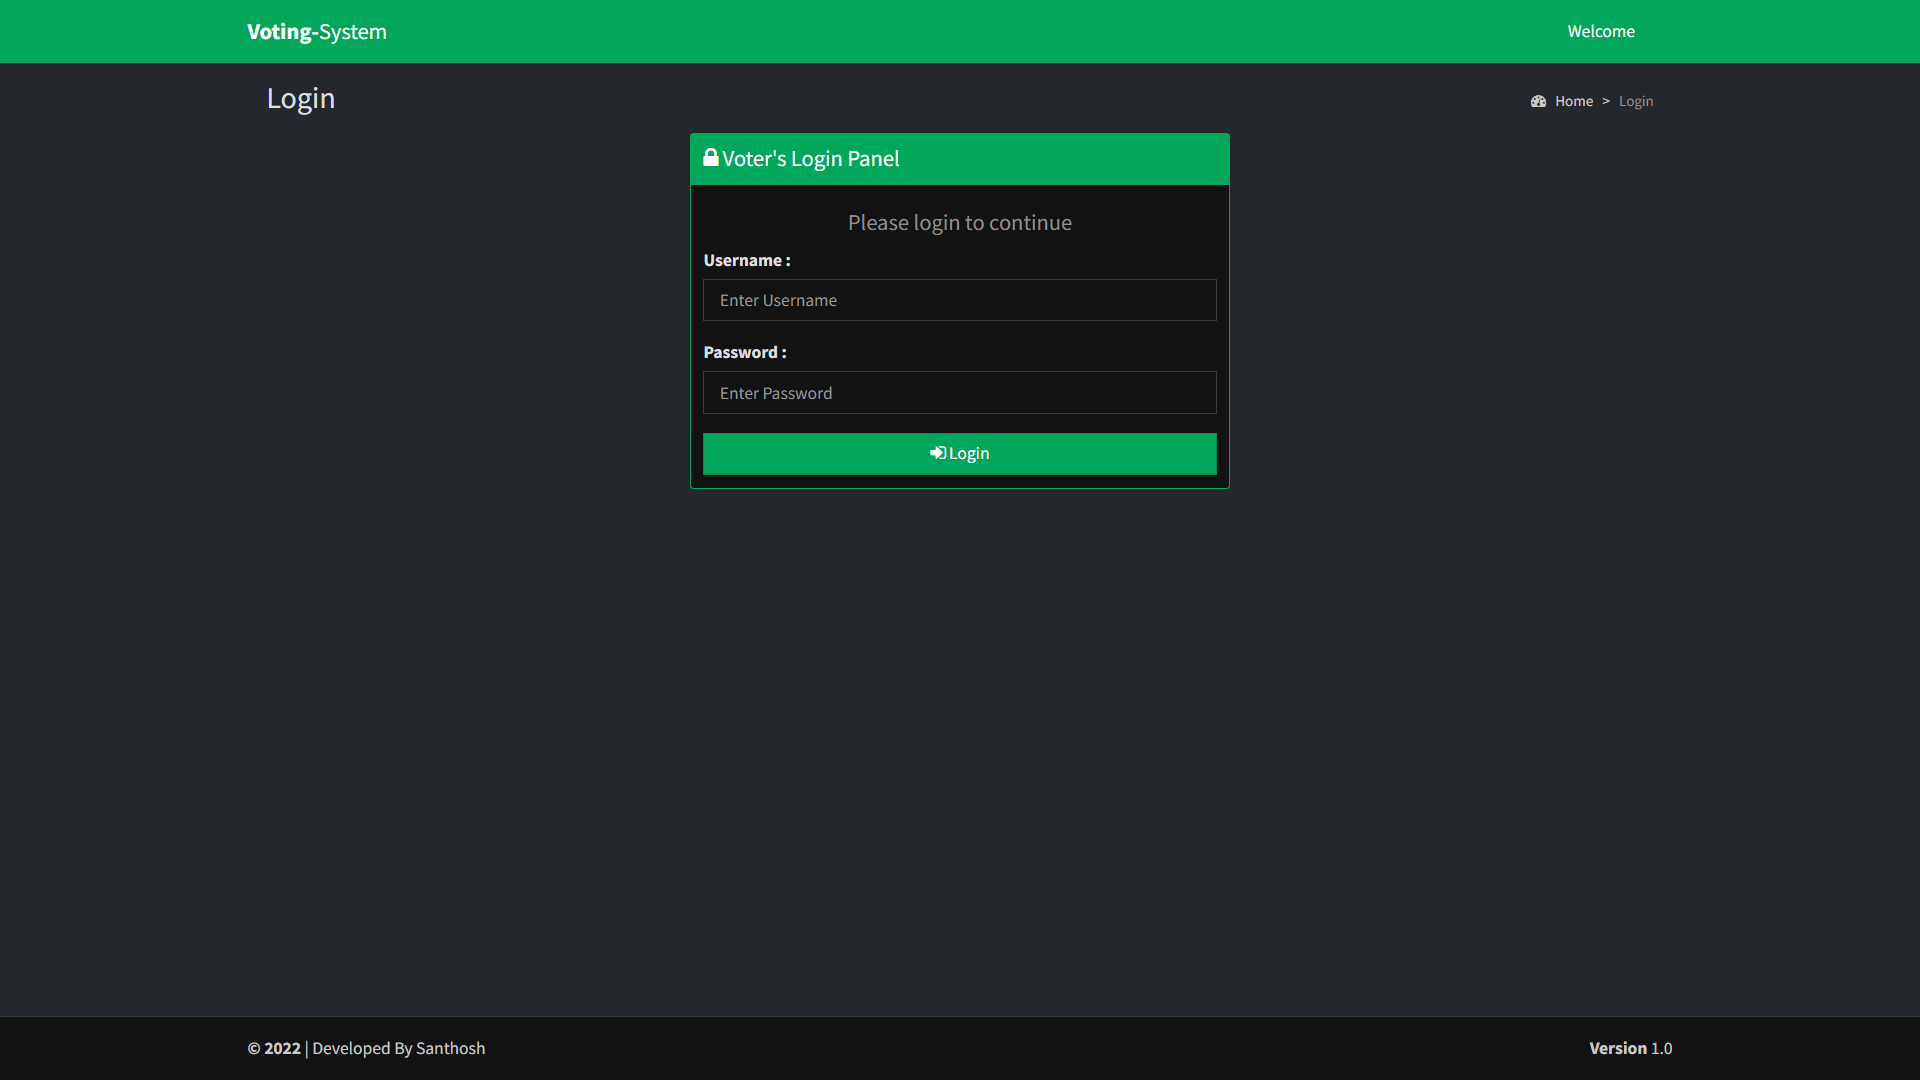 Voting-System
Welcome
Login
Home > Login
Voter's Login Panel
Please login to continue
Username :
Enter Username
Password :
Enter Password
Login
© 2022 | Developed By Santhosh
Version 1.0